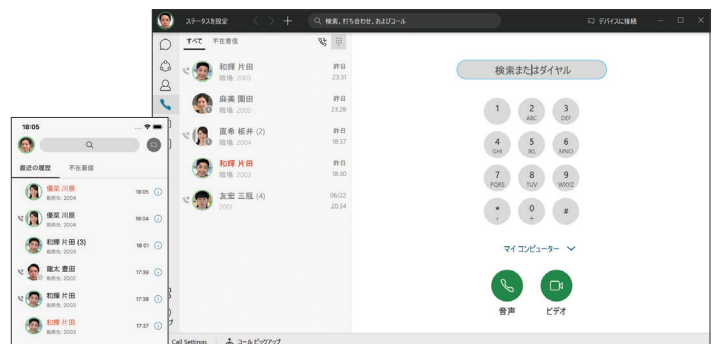 ステータスを設定
検索, 打ち合わせ, およびコール
デバイスに接続
すべて 不在着信
和輝 片田 昨日
職場: 2003 23:31
麻美 園田 昨日
職場: 2000 23:28
直希 板井 (2) 昨日
職場: 2004 18:37
和輝 片田 昨日
職場: 2002 18:30
友宏 三瓶 (4) 06/22
2001 20:34
検索またはダイヤル
1 2 3
ABC DEF
4 5 6
GHI JKL MNO
7 8 9
PQRS TUV WXYZ
* 0 #
, +
マイ コンピューター
音声 ビデオ
Call Settings コール ピックアップ
18:05
最近の履歴 不在着信
優菜 川原 18:05
勤務先: 2004
優菜 川原 18:04
勤務先: 2004
和輝 片田 (3) 18:01
勤務先: 2003
龍太 豊田 17:39
勤務先: 2002
和輝 片田 17:38
勤務先: 2003
和輝 片田 17:37
勤務先: 2003